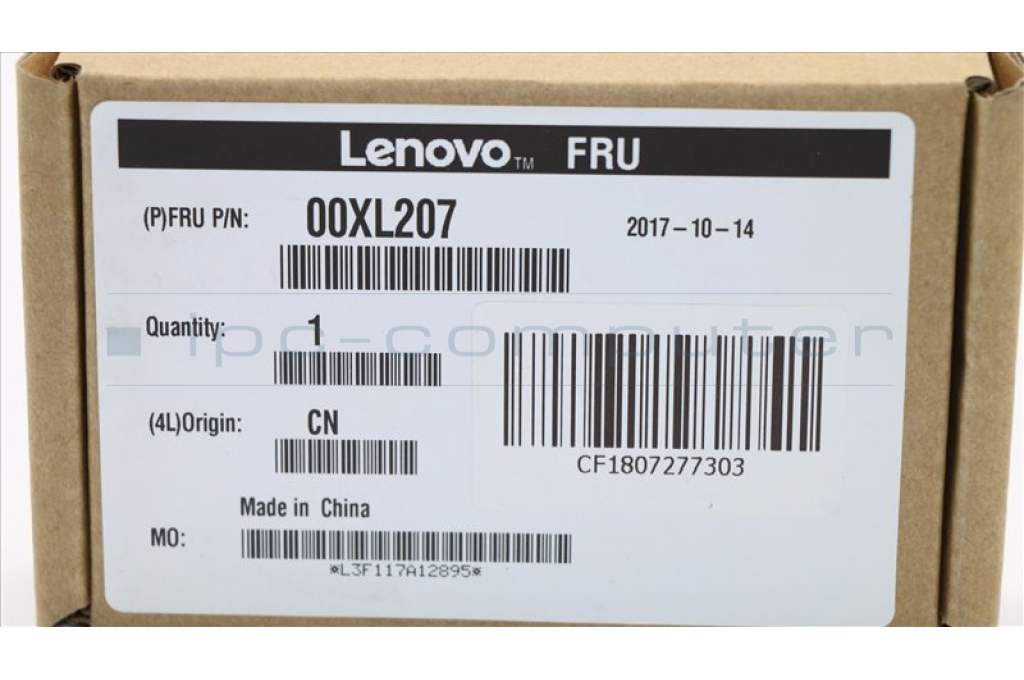 Lenovo™ FRU
(P)FRU P/N: 00XL207 2017-10-14
Quantity: 1
ipc-computer
(4L)Origin: CN
CF1807277303
Made in China
MO:
*L3F117A12895*